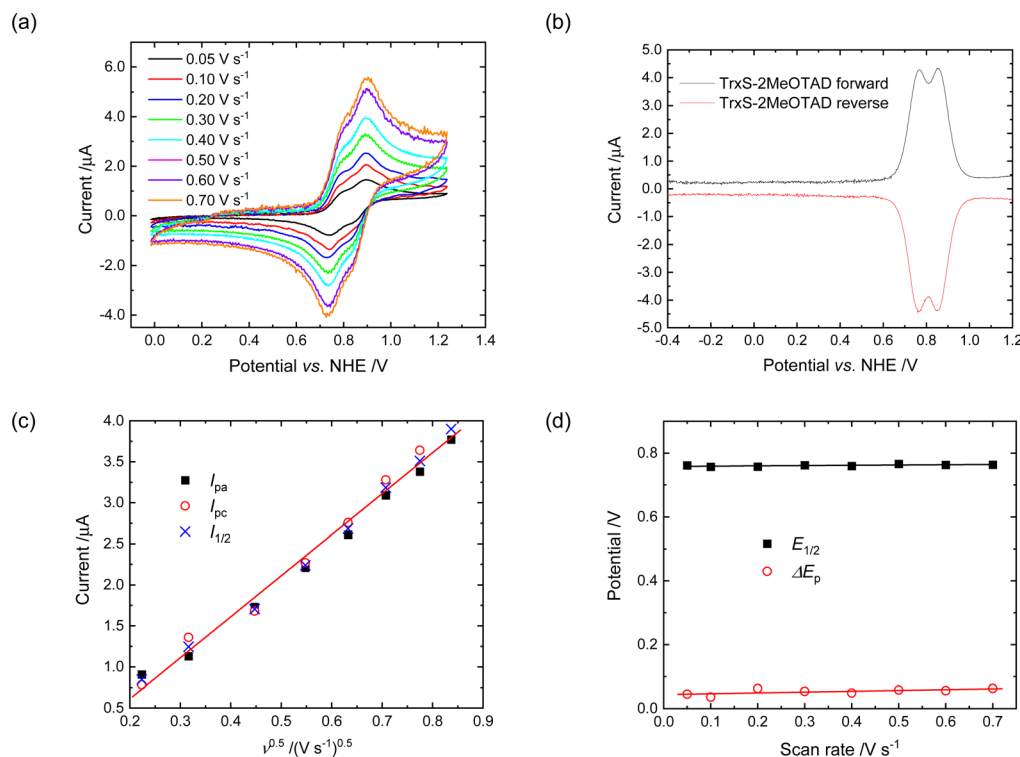 (a)
6.0
4.0
2.0
0.0
-2.0
-4.0
Current /μA
0.05 V s⁻¹
0.10 V s⁻¹
0.20 V s⁻¹
0.30 V s⁻¹
0.40 V s⁻¹
0.50 V s⁻¹
0.60 V s⁻¹
0.70 V s⁻¹
0.0 0.2 0.4 0.6 0.8 1.0 1.2 1.4
Potential vs. NHE /V
(b)
5.0
4.0
3.0
2.0
1.0
0.0
-1.0
-2.0
-3.0
-4.0
-5.0
Current /μA
TrxS-2MeOTAD forward
TrxS-2MeOTAD reverse
-0.4 -0.2 0.0 0.2 0.4 0.6 0.8 1.0 1.2
Potential vs. NHE /V
(c)
4.0
3.5
3.0
2.5
2.0
1.5
1.0
0.5
Current /μA
Ipa
Ipc
I1/2
0.2 0.3 0.4 0.5 0.6 0.7 0.8 0.9
ν⁰·⁵ /(V s⁻¹)⁰·⁵
(d)
0.8
0.6
0.4
0.2
0.0
Potential /V
E1/2
ΔEp
0.0 0.1 0.2 0.3 0.4 0.5 0.6 0.7
Scan rate /V s⁻¹